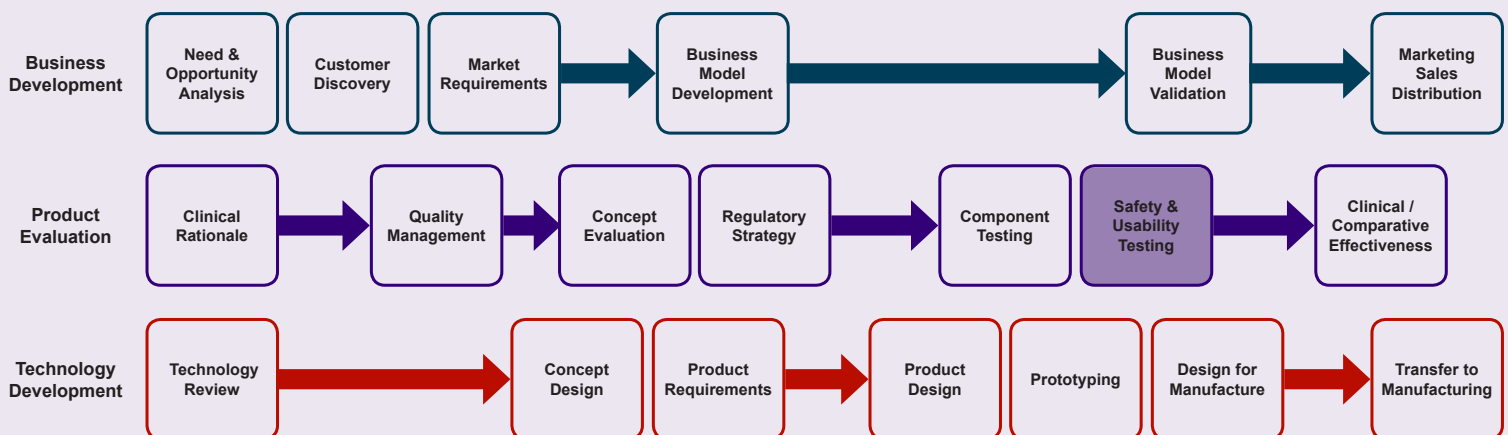 Business
Development
Need &
Opportunity
Analysis
Customer
Discovery
Market
Requirements
Business
Model
Development
Business
Model
Validation
Marketing
Sales
Distribution
Product
Evaluation
Clinical
Rationale
Quality
Management
Concept
Evaluation
Regulatory
Strategy
Component
Testing
Safety &
Usability
Testing
Clinical /
Comparative
Effectiveness
Technology
Development
Technology
Review
Concept
Design
Product
Requirements
Product
Design
Prototyping
Design for
Manufacture
Transfer to
Manufacturing